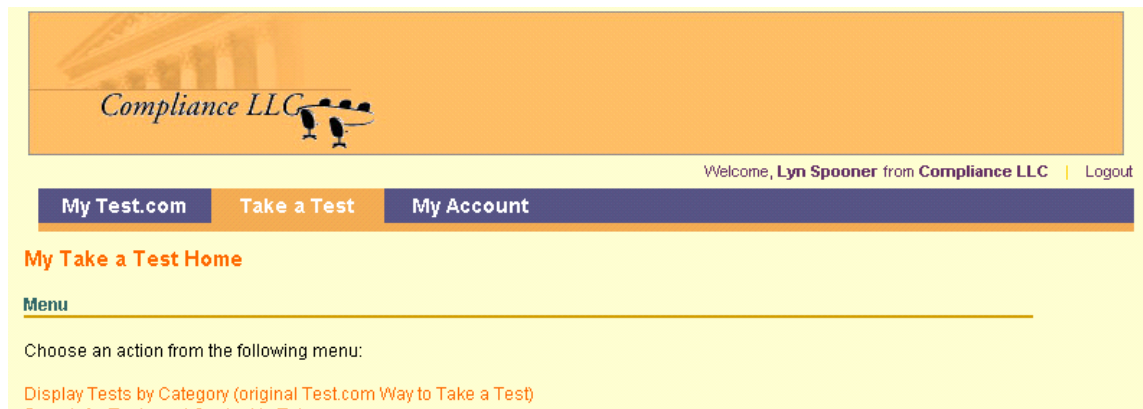 Compliance LLC
Welcome, Lyn Spooner from Compliance LLC | Logout
My Test.com Take a Test My Account
My Take a Test Home
Menu
Choose an action from the following menu:
Display Tests by Category (original Test.com Way to Take a Test)